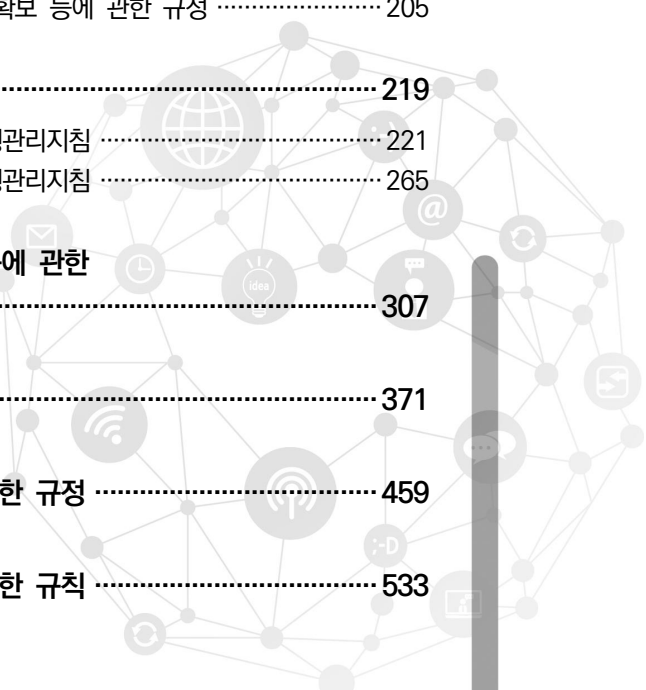 확보 등에 관한 규정 ························ 205
·························································· 219
관리지침 ········································· 221
관리지침 ········································· 265
에 관한
·························································· 307
·························································· 371
한 규정 ·········································· 459
한 규칙 ·········································· 533
@
idea
;-)
;-D